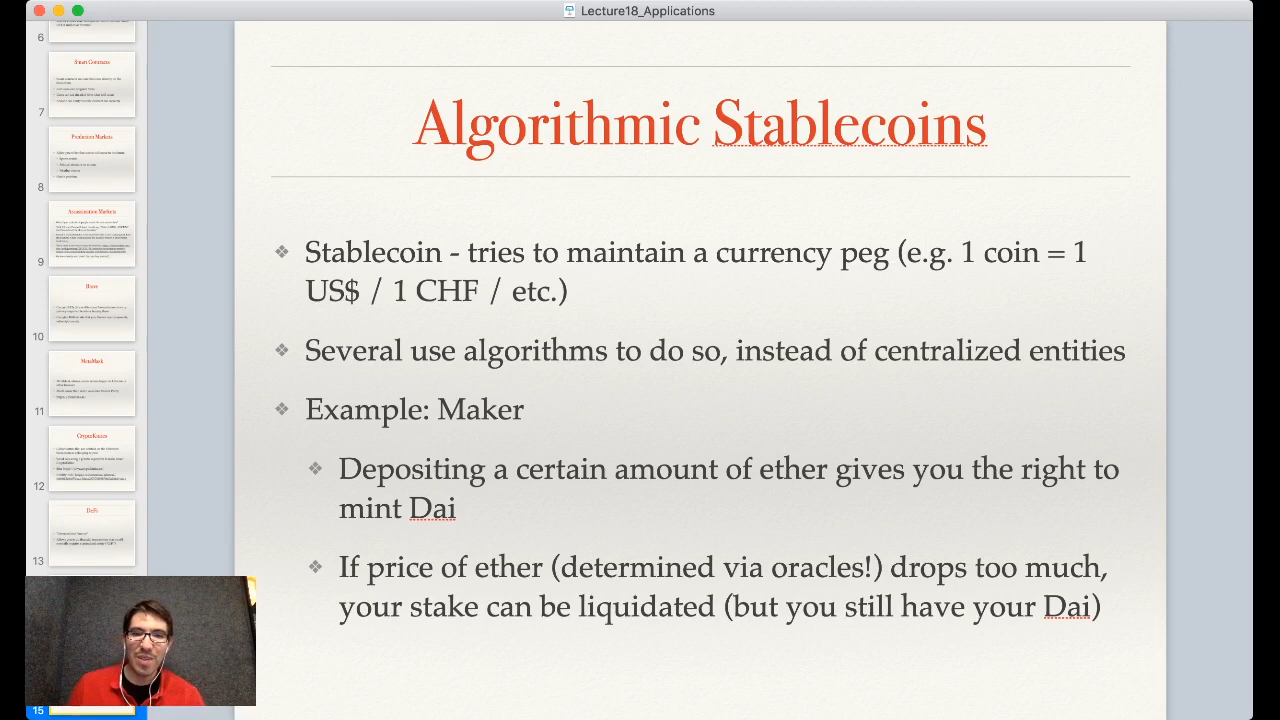 Lecture18_Applications
6
Smart Contracts
7
Prediction Markets
8
Assassination Markets
9
Brave
10
MetaMask
11
CryptoKitties
12
DeFi
13
15
Algorithmic Stablecoins
Stablecoin - tries to maintain a currency peg (e.g. 1 coin = 1
US$ / 1 CHF / etc.)
Several use algorithms to do so, instead of centralized entities
Example: Maker
Depositing a certain amount of ether gives you the right to
mint Dai
If price of ether (determined via oracles!) drops too much,
your stake can be liquidated (but you still have your Dai)